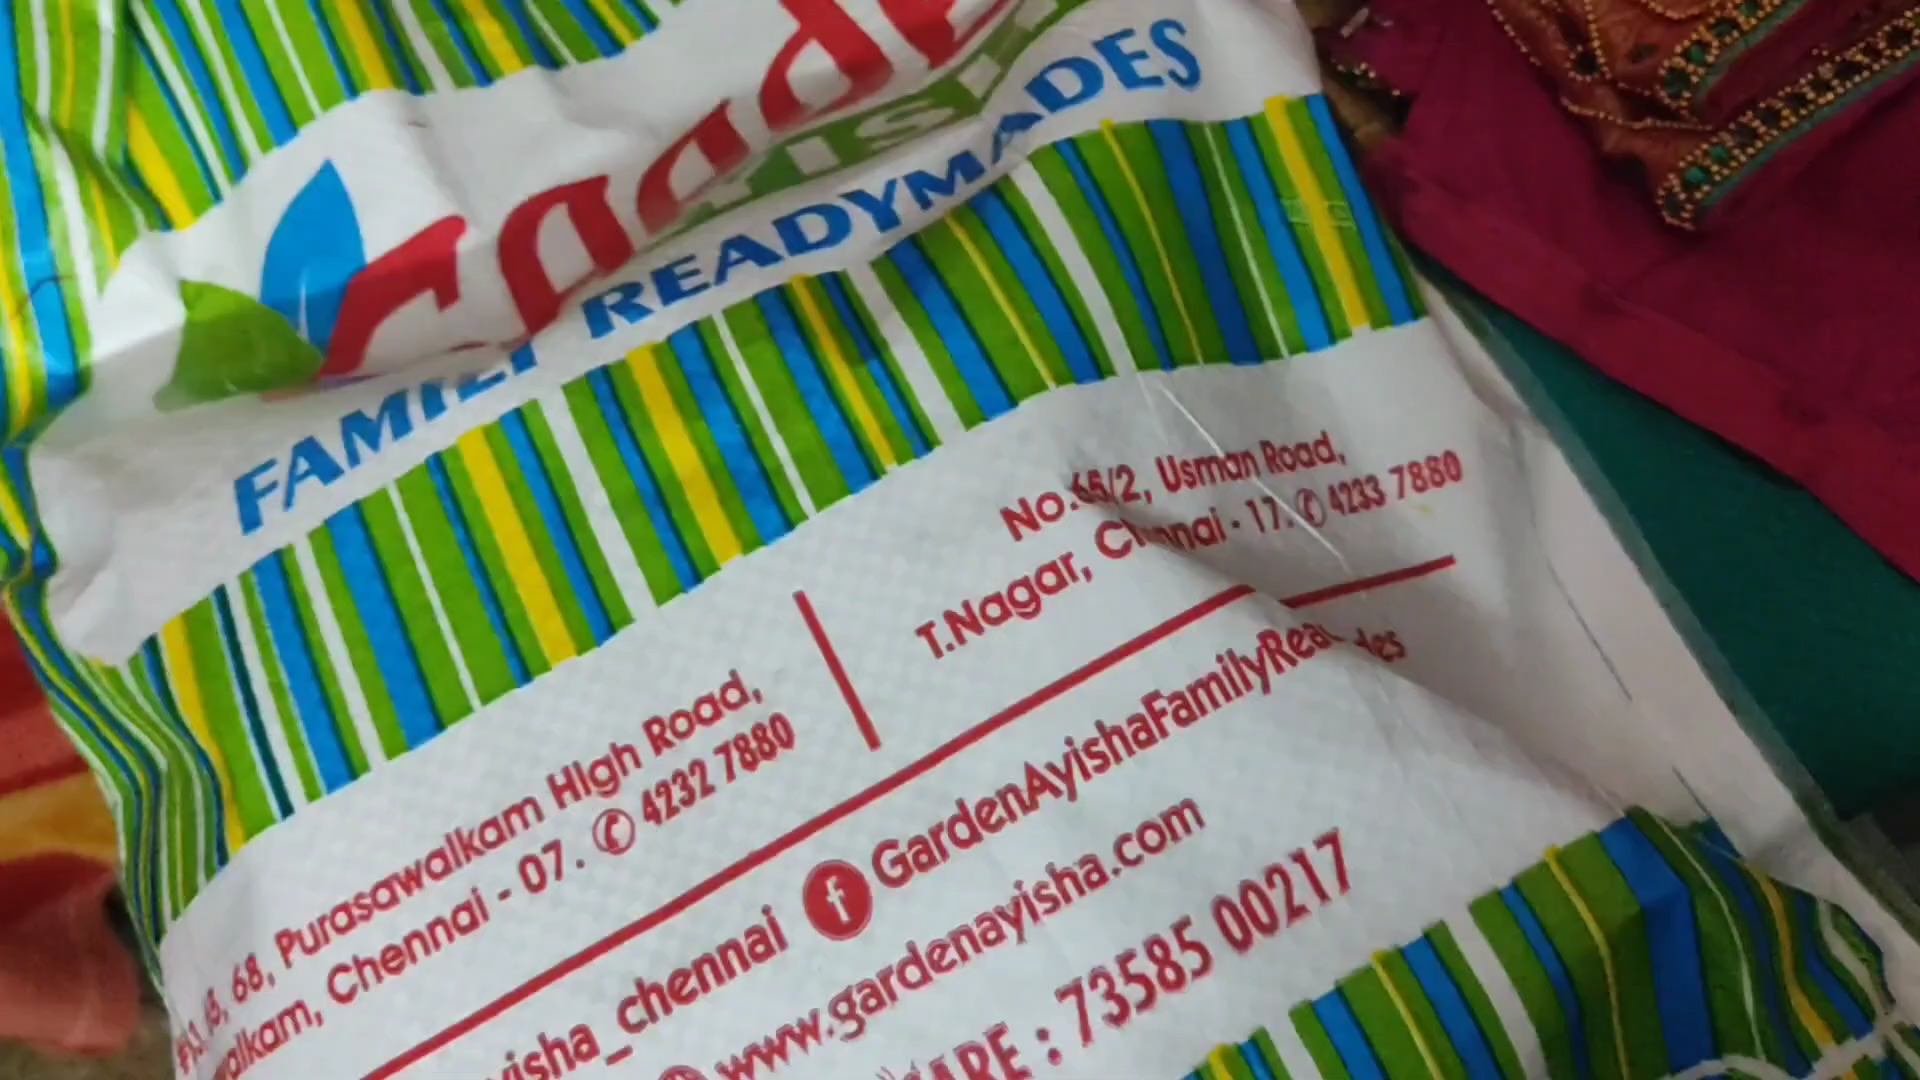 FAMILY READYMADES
No.65/2, Usman Road,
T.Nagar, Chennai - 17. ✆ 4233 7880
68, Purasawalkam High Road,
Chennai - 07. ✆ 4232 7880
_chennai GardenAyishaFamilyRea
www.gardenayisha.com
: 73585 00217